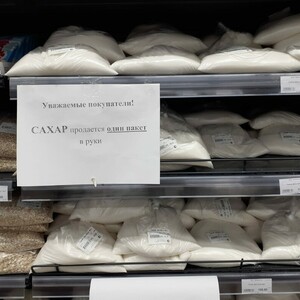 Уважаемые покупатели!
САХАР продается один пакет
в руки